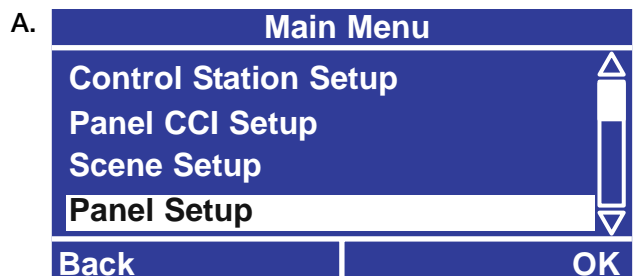 A.
Main Menu
Control Station Setup
Panel CCI Setup
Scene Setup
Panel Setup
Back OK